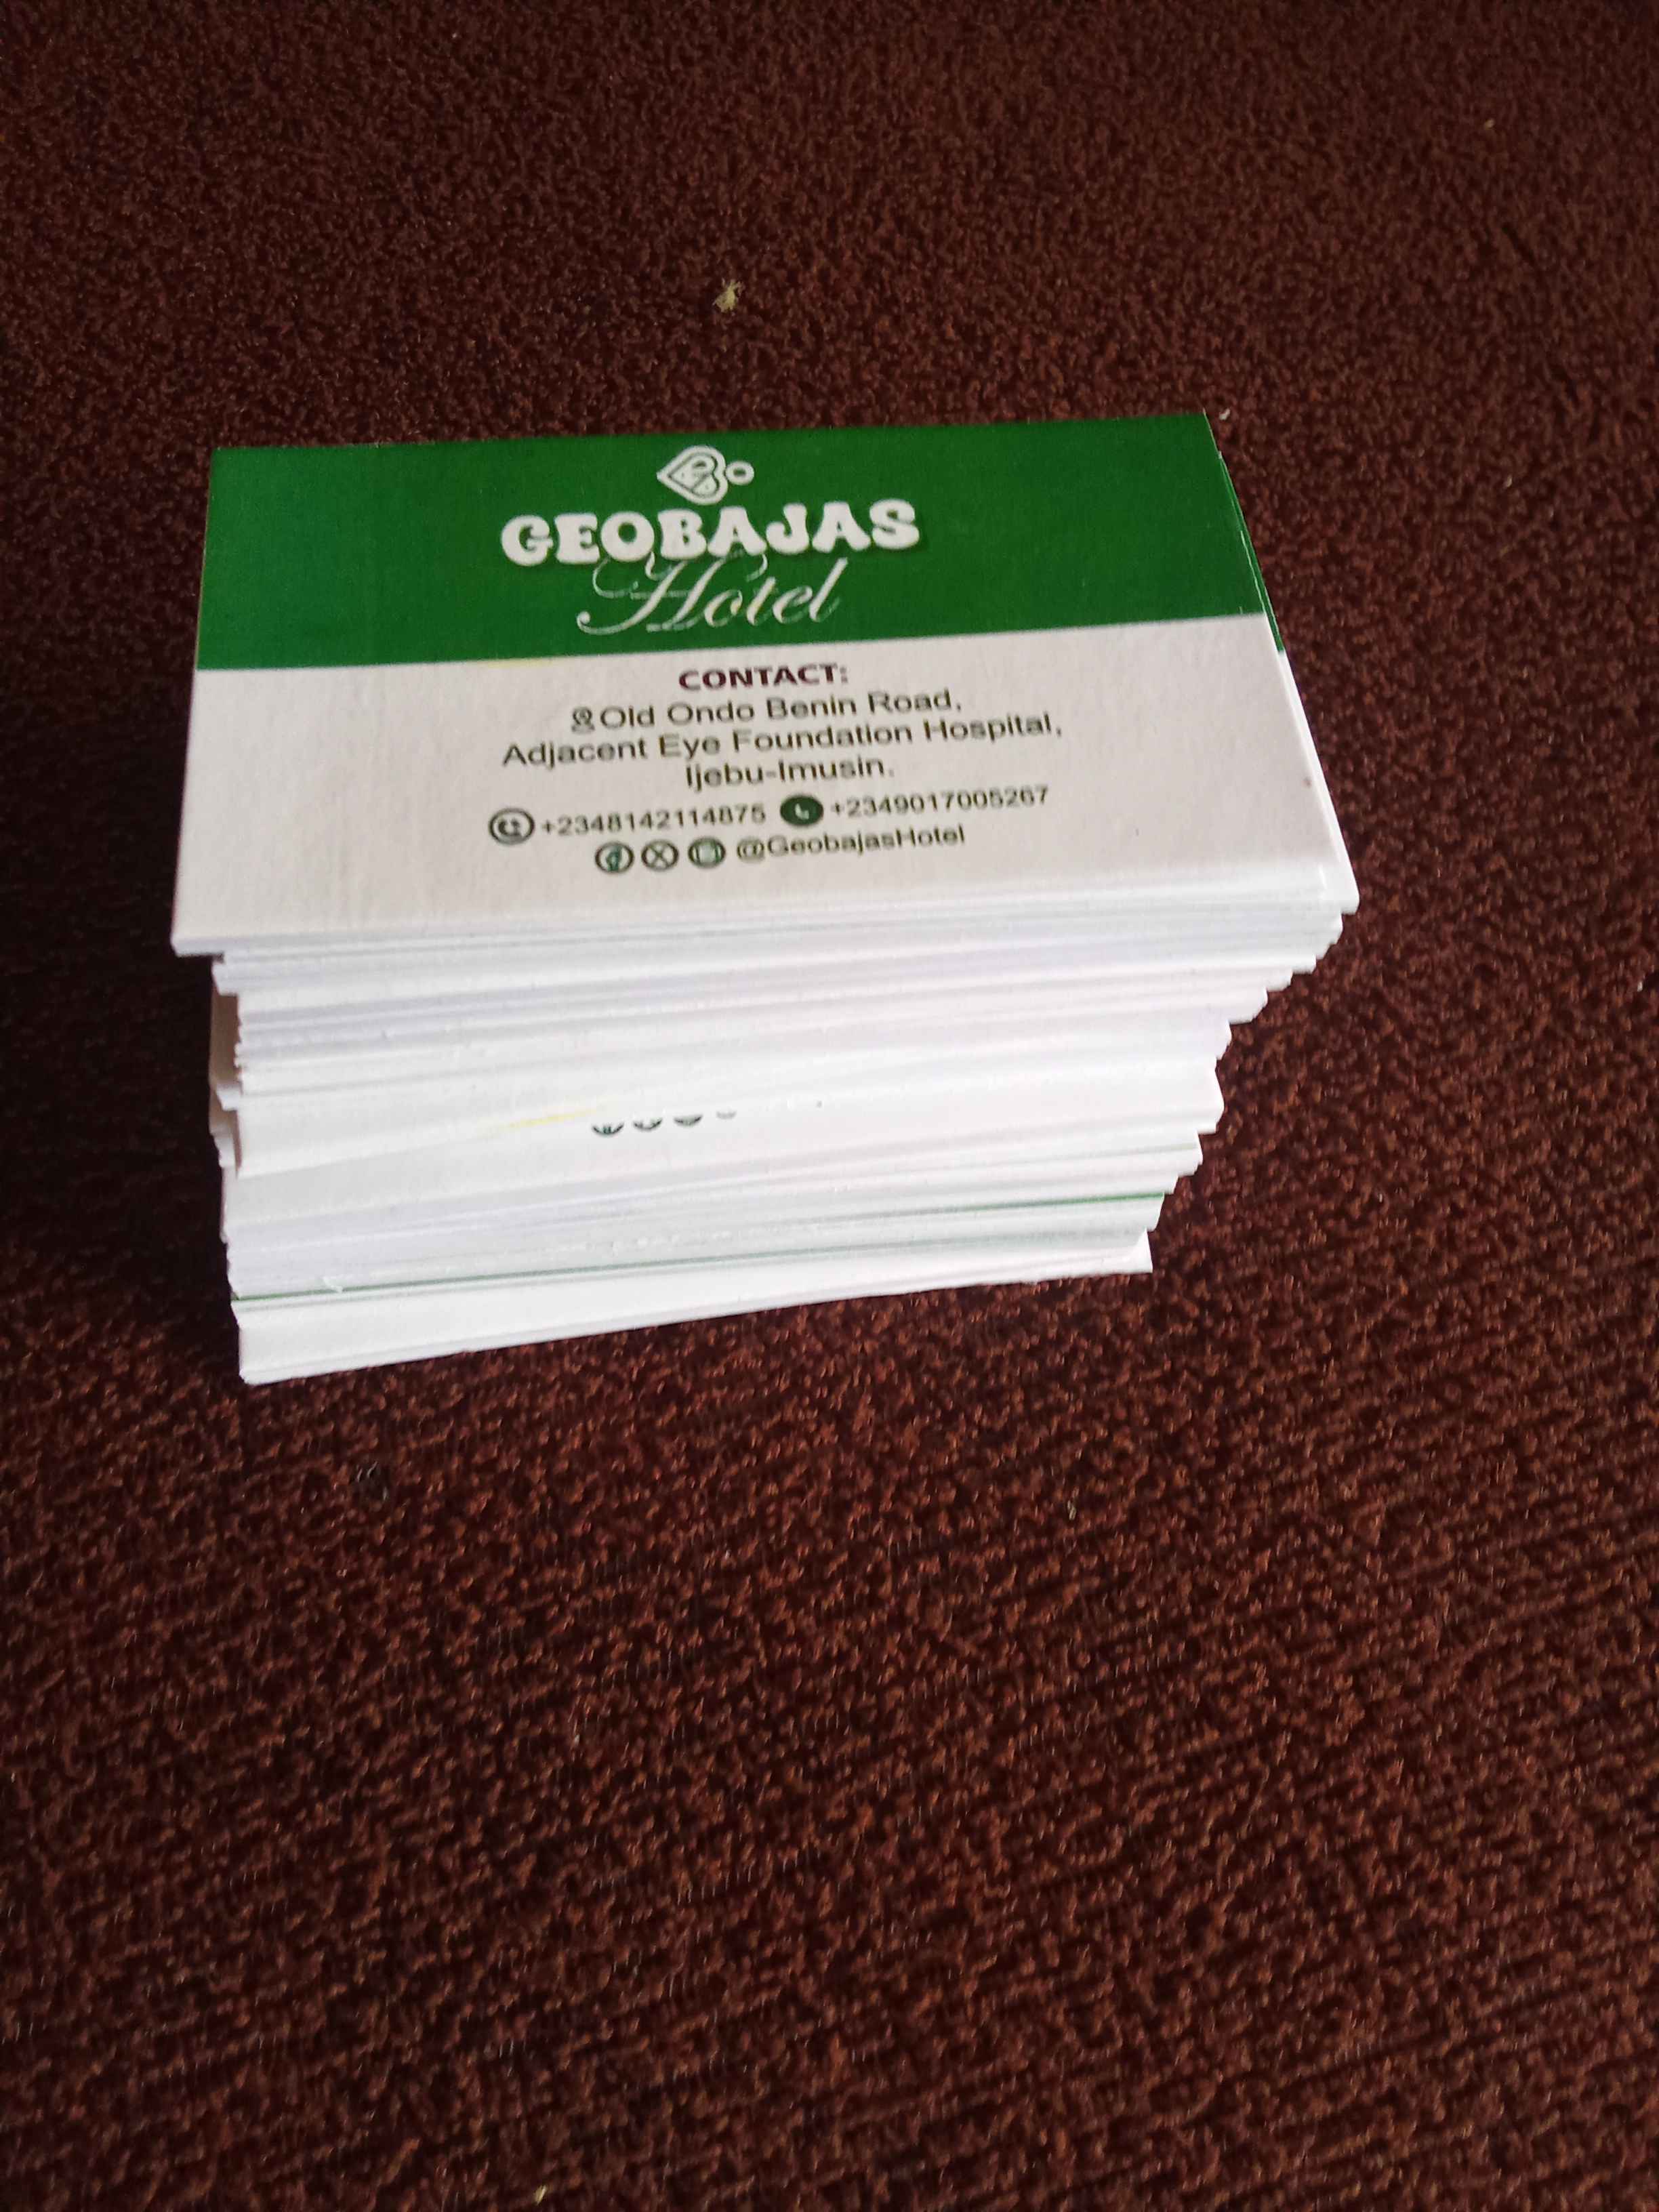 GEOBAJAS
Hotel
CONTACT:
Old Ondo Benin Road,
Adjacent Eye Foundation Hospital,
Ijebu-Imusin.
+2348142114875 +2349017005267
@GeobajasHotel